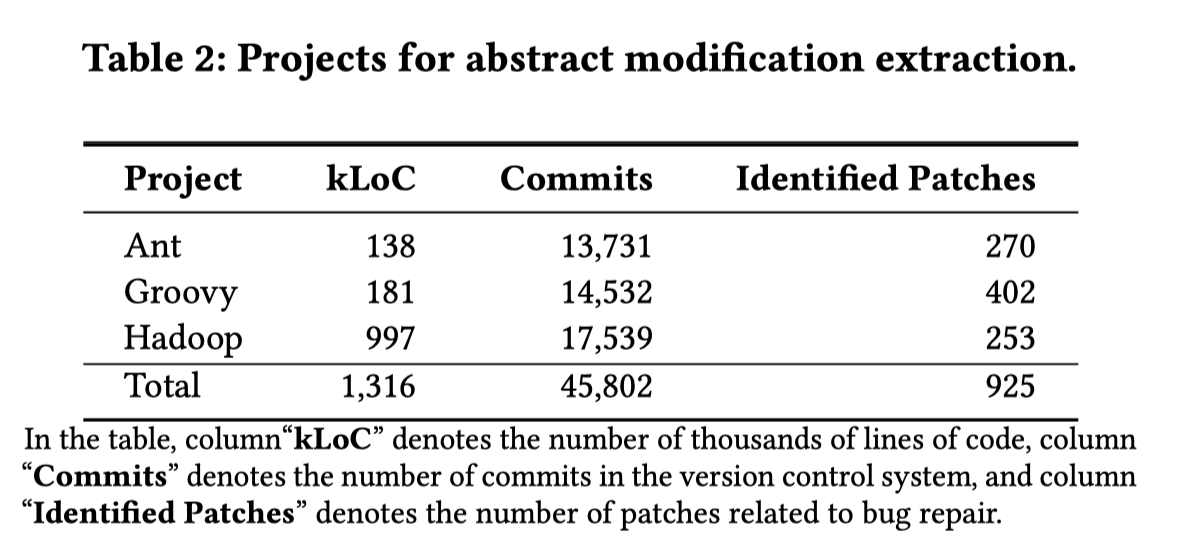 Table 2: Projects for abstract modification extraction.
Project kLoC Commits Identified Patches
Ant 138 13,731 270
Groovy 181 14,532 402
Hadoop 997 17,539 253
Total 1,316 45,802 925
In the table, column“kLoC” denotes the number of thousands of lines of code, column
“Commits” denotes the number of commits in the version control system, and column
“Identified Patches” denotes the number of patches related to bug repair.